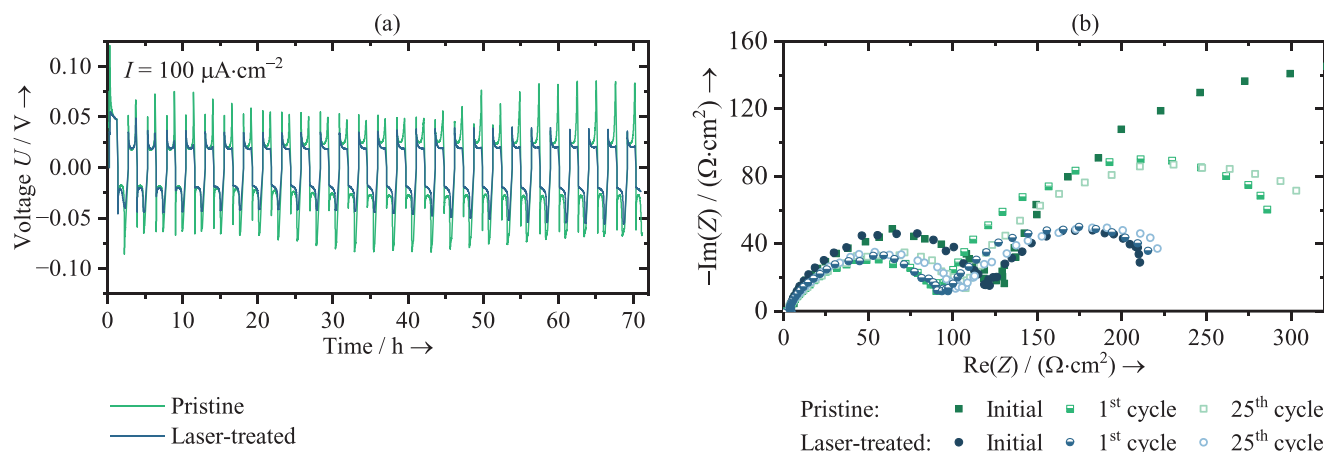 (a)
I = 100 µA·cm⁻²
Voltage U / V →
0.10
0.05
0.00
−0.05
−0.10
0 10 20 30 40 50 60 70
Time / h →
Pristine
Laser-treated
(b)
−Im(Z) / (Ω·cm²) →
160
120
80
40
0
0 50 100 150 200 250 300
Re(Z) / (Ω·cm²) →
Pristine: Initial 1st cycle 25th cycle
Laser-treated: Initial 1st cycle 25th cycle